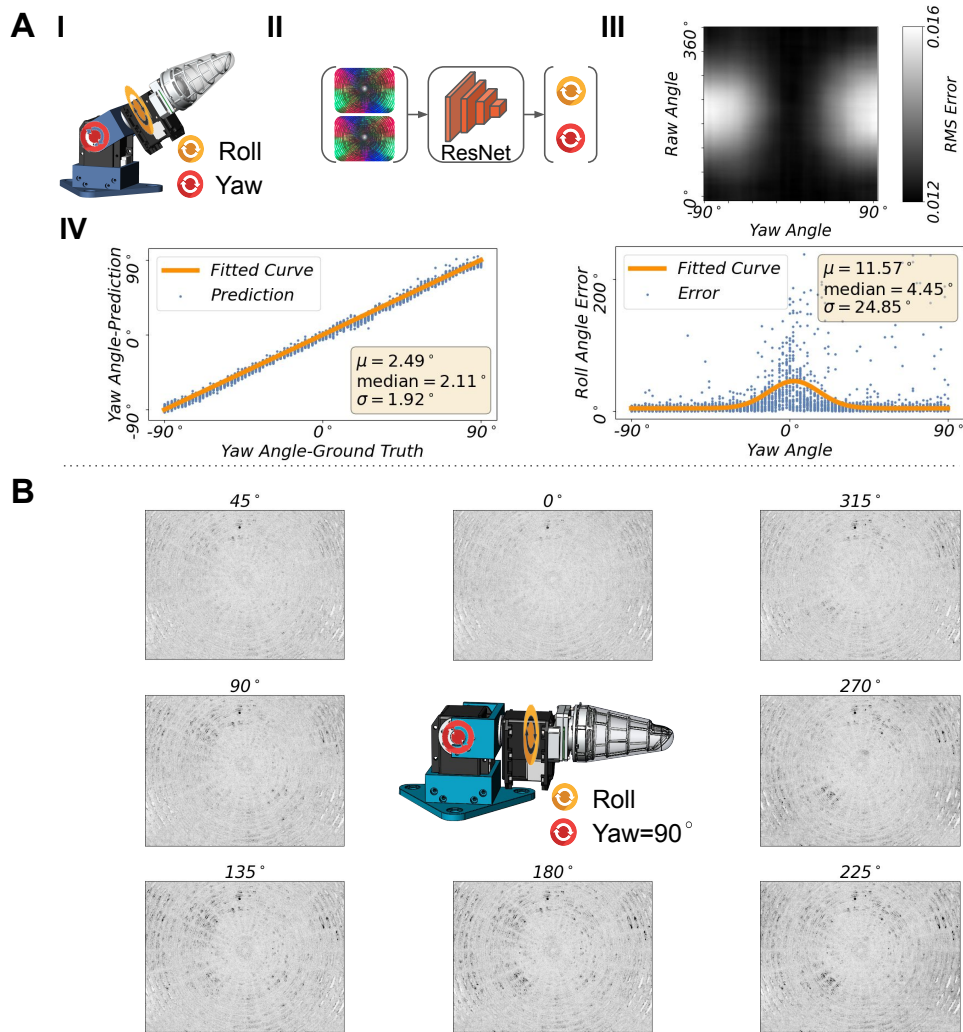 A I
II
III
Roll
Yaw
ResNet
360°
Raw Angle
0°
-90°
90°
Yaw Angle
0.016
RMS Error
0.012
IV
90°
Yaw Angle-Prediction
0°
-90°
Fitted Curve
Prediction
μ = 2.49°
median = 2.11°
σ = 1.92°
-90°
0°
90°
Yaw Angle-Ground Truth
200°
Roll Angle Error
0°
Fitted Curve
Error
μ = 11.57°
median = 4.45°
σ = 24.85°
-90°
0°
90°
Yaw Angle
B
45°
0°
315°
90°
270°
Roll
Yaw=90°
135°
180°
225°